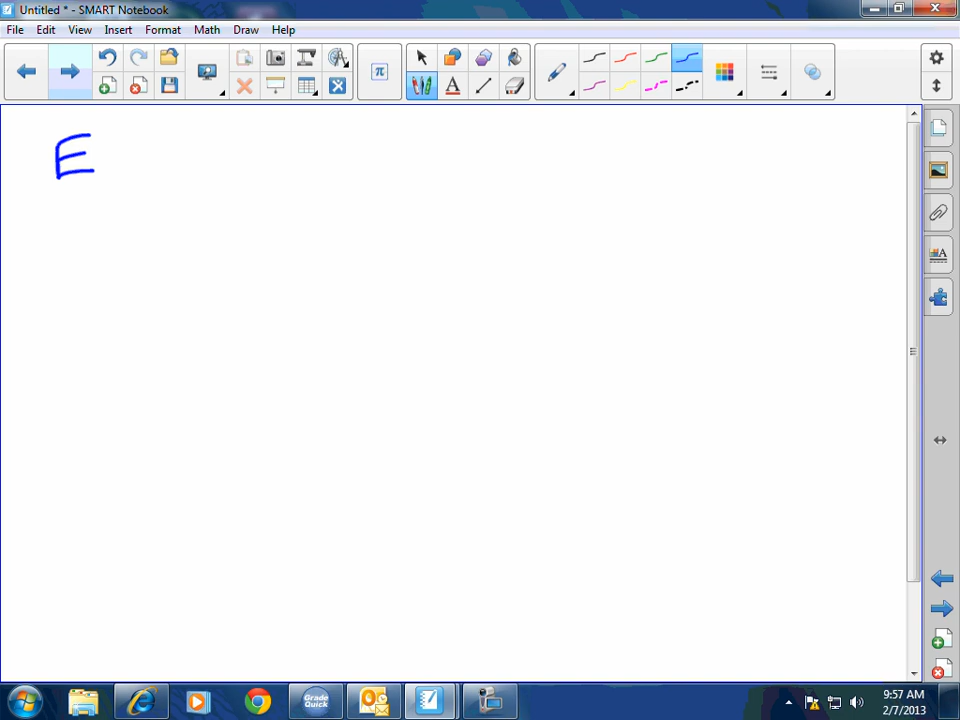 Untitled * - SMART Notebook
File Edit View Insert Format Math Draw Help
π
A
A
E
Grade Quick
9:57 AM
2/7/2013